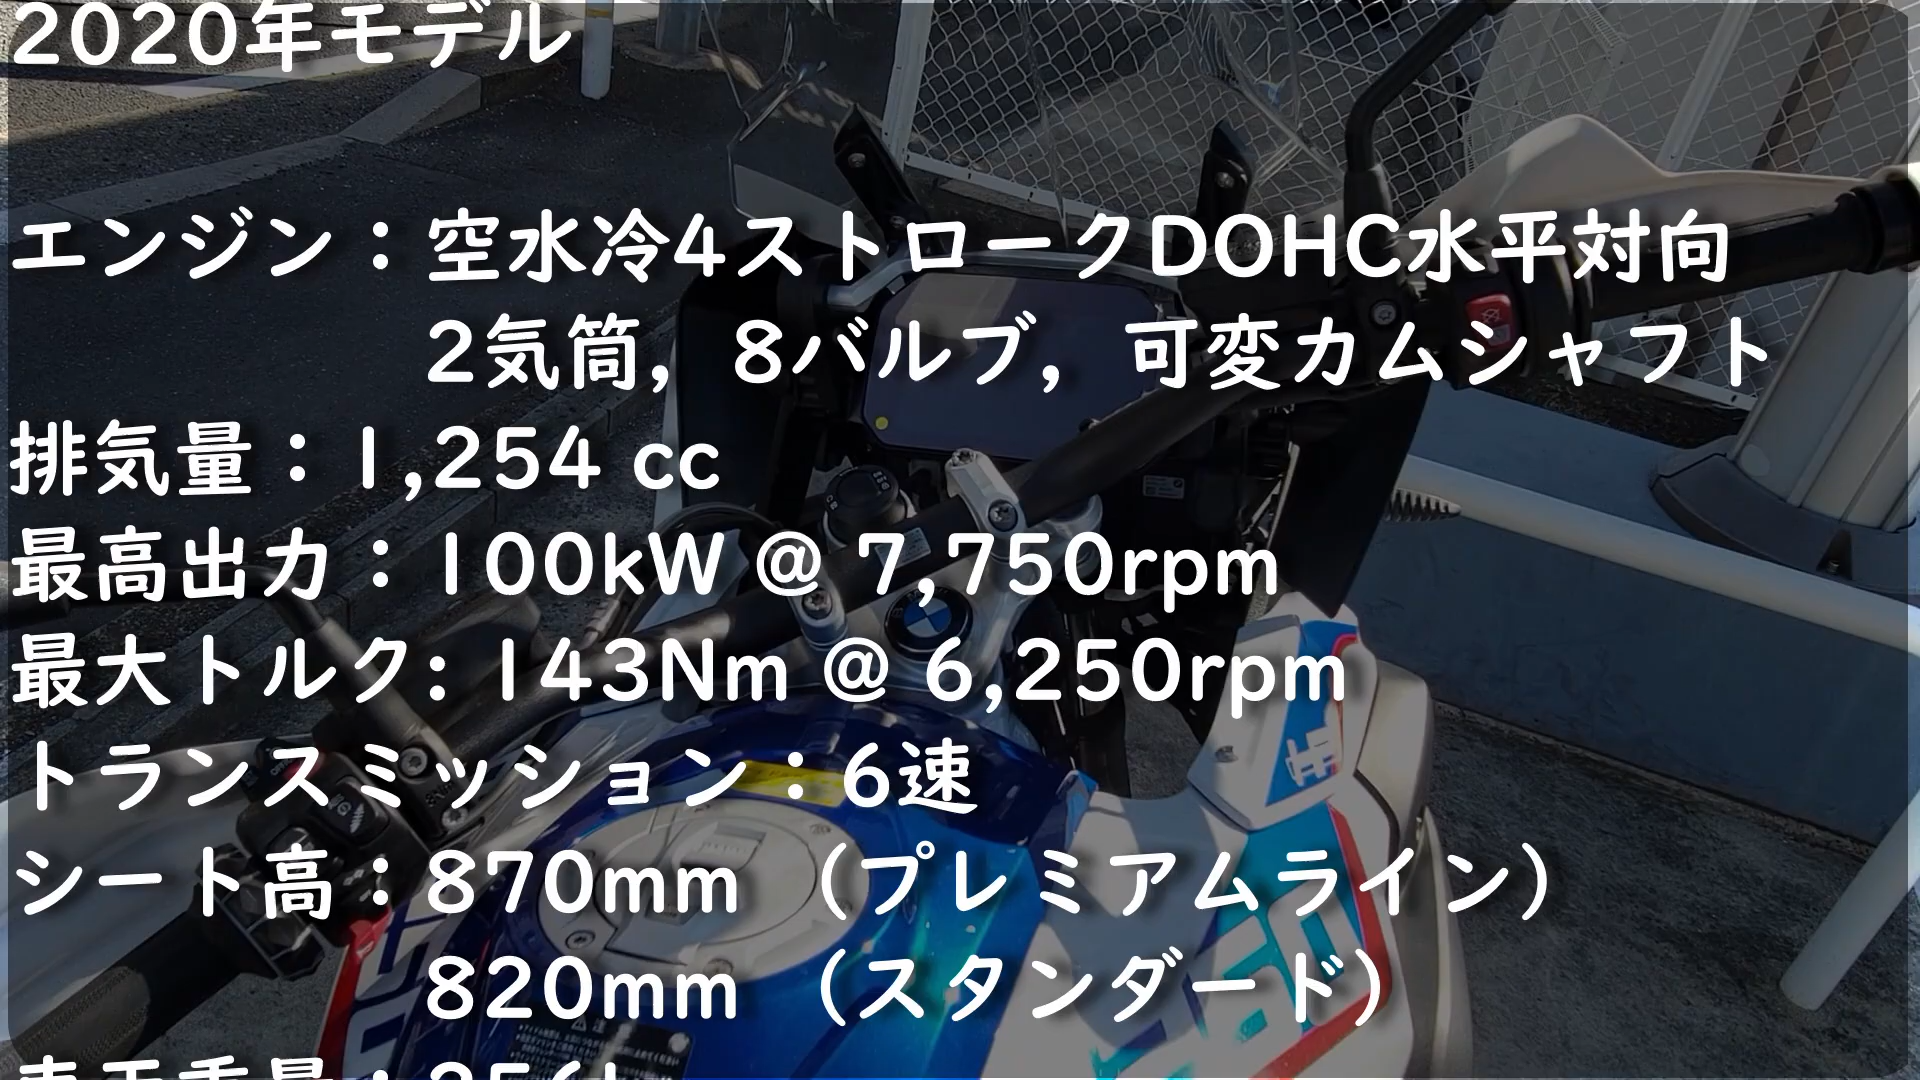 2020年モデル
エンジン：空水冷4ストロークDOHC水平対向
2気筒，8バルブ，可変カムシャフト
排気量：1,254 cc
最高出力：100kW @ 7,750rpm
最大トルク: 143Nm @ 6,250rpm
トランスミッション：6速
シート高：870mm （プレミアムライン）
820mm （スタンダード）